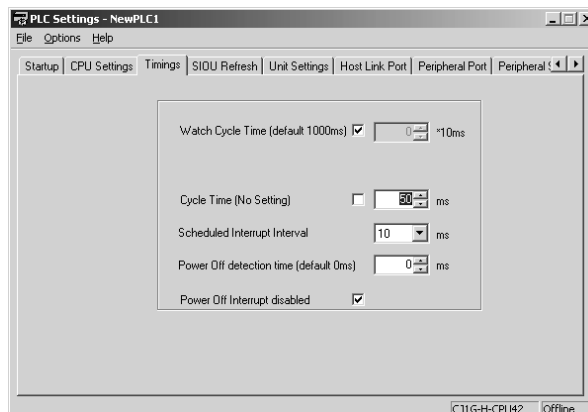 PLC Settings - NewPLC1
File Options Help
Startup CPU Settings Timings SIOU Refresh Unit Settings Host Link Port Peripheral Port Peripheral
Watch Cycle Time (default 1000ms) 0 *10ms
Cycle Time (No Setting) 50 ms
Scheduled Interrupt Interval 10 ms
Power Off detection time (default 0ms) 0 ms
Power Off Interrupt disabled
CJ1G-H-CPU42 Offline